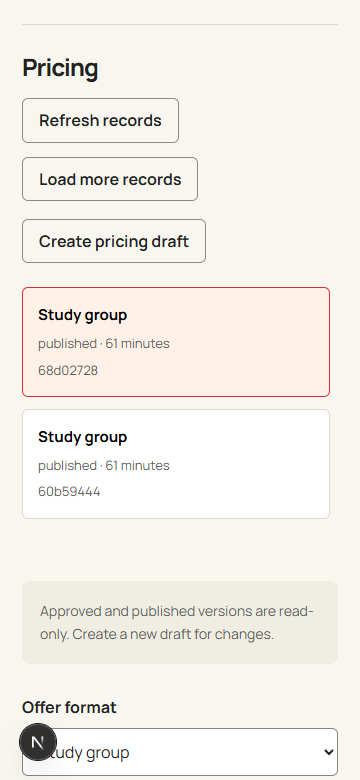 Pricing
Refresh records
Load more records
Create pricing draft
Study group
published · 61 minutes
68d02728
Study group
published · 61 minutes
60b59444
Approved and published versions are read-
only. Create a new draft for changes.
Offer format
N
tudy group